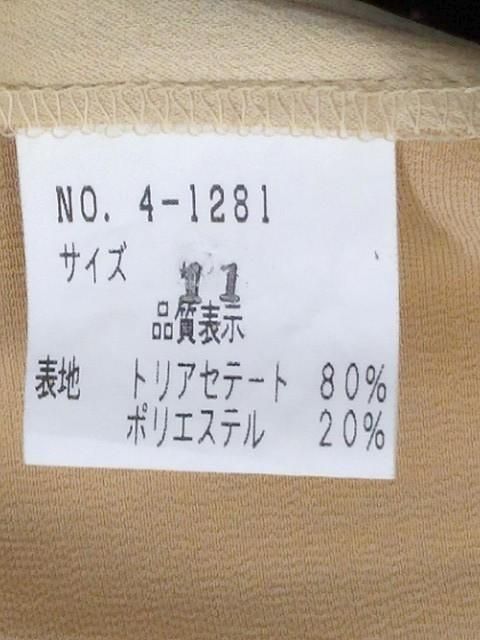 NO. 4-1281
サイズ 11
品質表示
表地 トリアセテート 80%
ポリエステル 20%